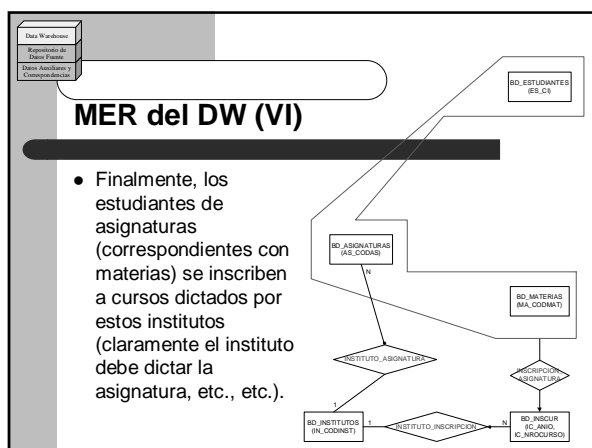 Data Warehouse
Repositorio de
Datos Fuente
Datos Auxiliares y
Correspondencias
MER del DW (VI)
● Finalmente, los
estudiantes de
asignaturas
(correspondientes con
materias) se inscriben
a cursos dictados por
estos institutos
(claramente el instituto
debe dictar la
asignatura, etc., etc.).
BD_ESTUDIANTES
(ES_CI)
BD_ASIGNATURAS
(AS_CODAS)
N
BD_MATERIAS
(MA_CODMAT)
INSTITUTO_ASIGNATURA
INSCRIPCION_
ASIGNATURA
1
BD_INSTITUTOS
(IN_CODINST)
1
INSTITUTO_INSCRIPCION
N
BD_INSCUR
(IC_ANIO,
IC_NROCURSO)